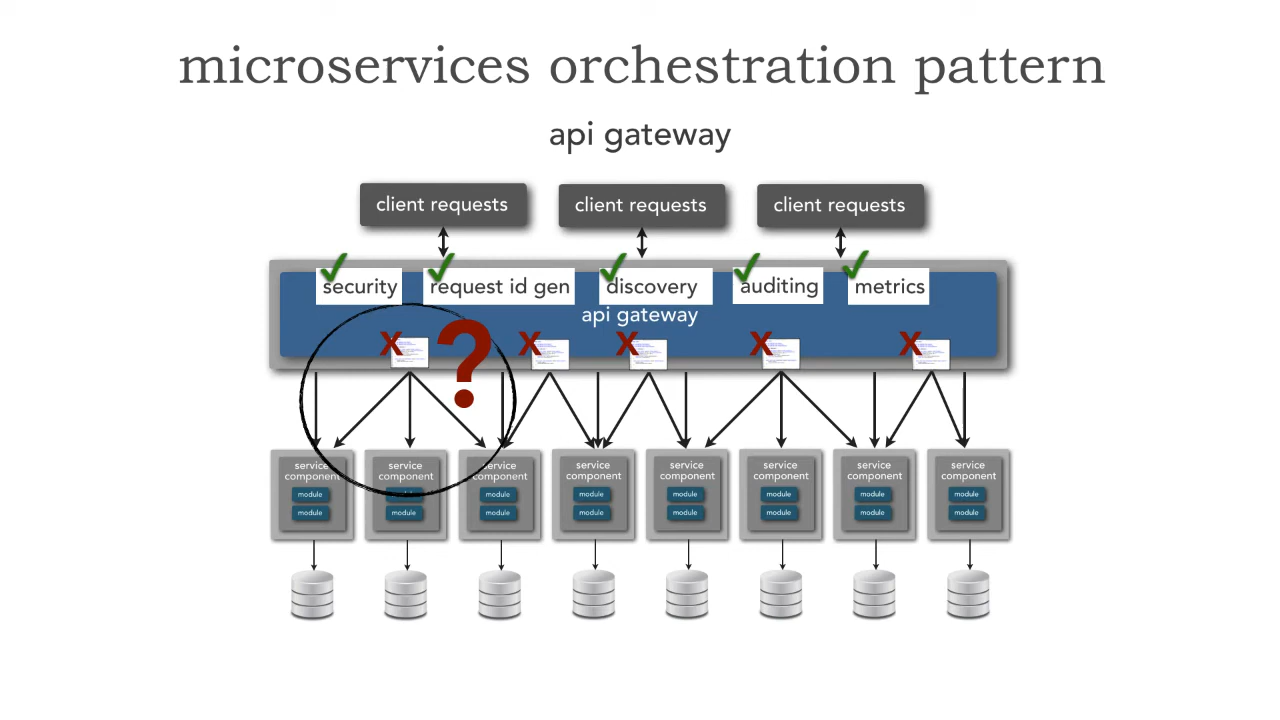 microservices orchestration pattern
api gateway
client requests client requests client requests
security request id gen discovery auditing metrics
api gateway
X ? X X X X
service service service service service service service service
component component component component component component component component
module module module module module module module module
module module module module module module module module